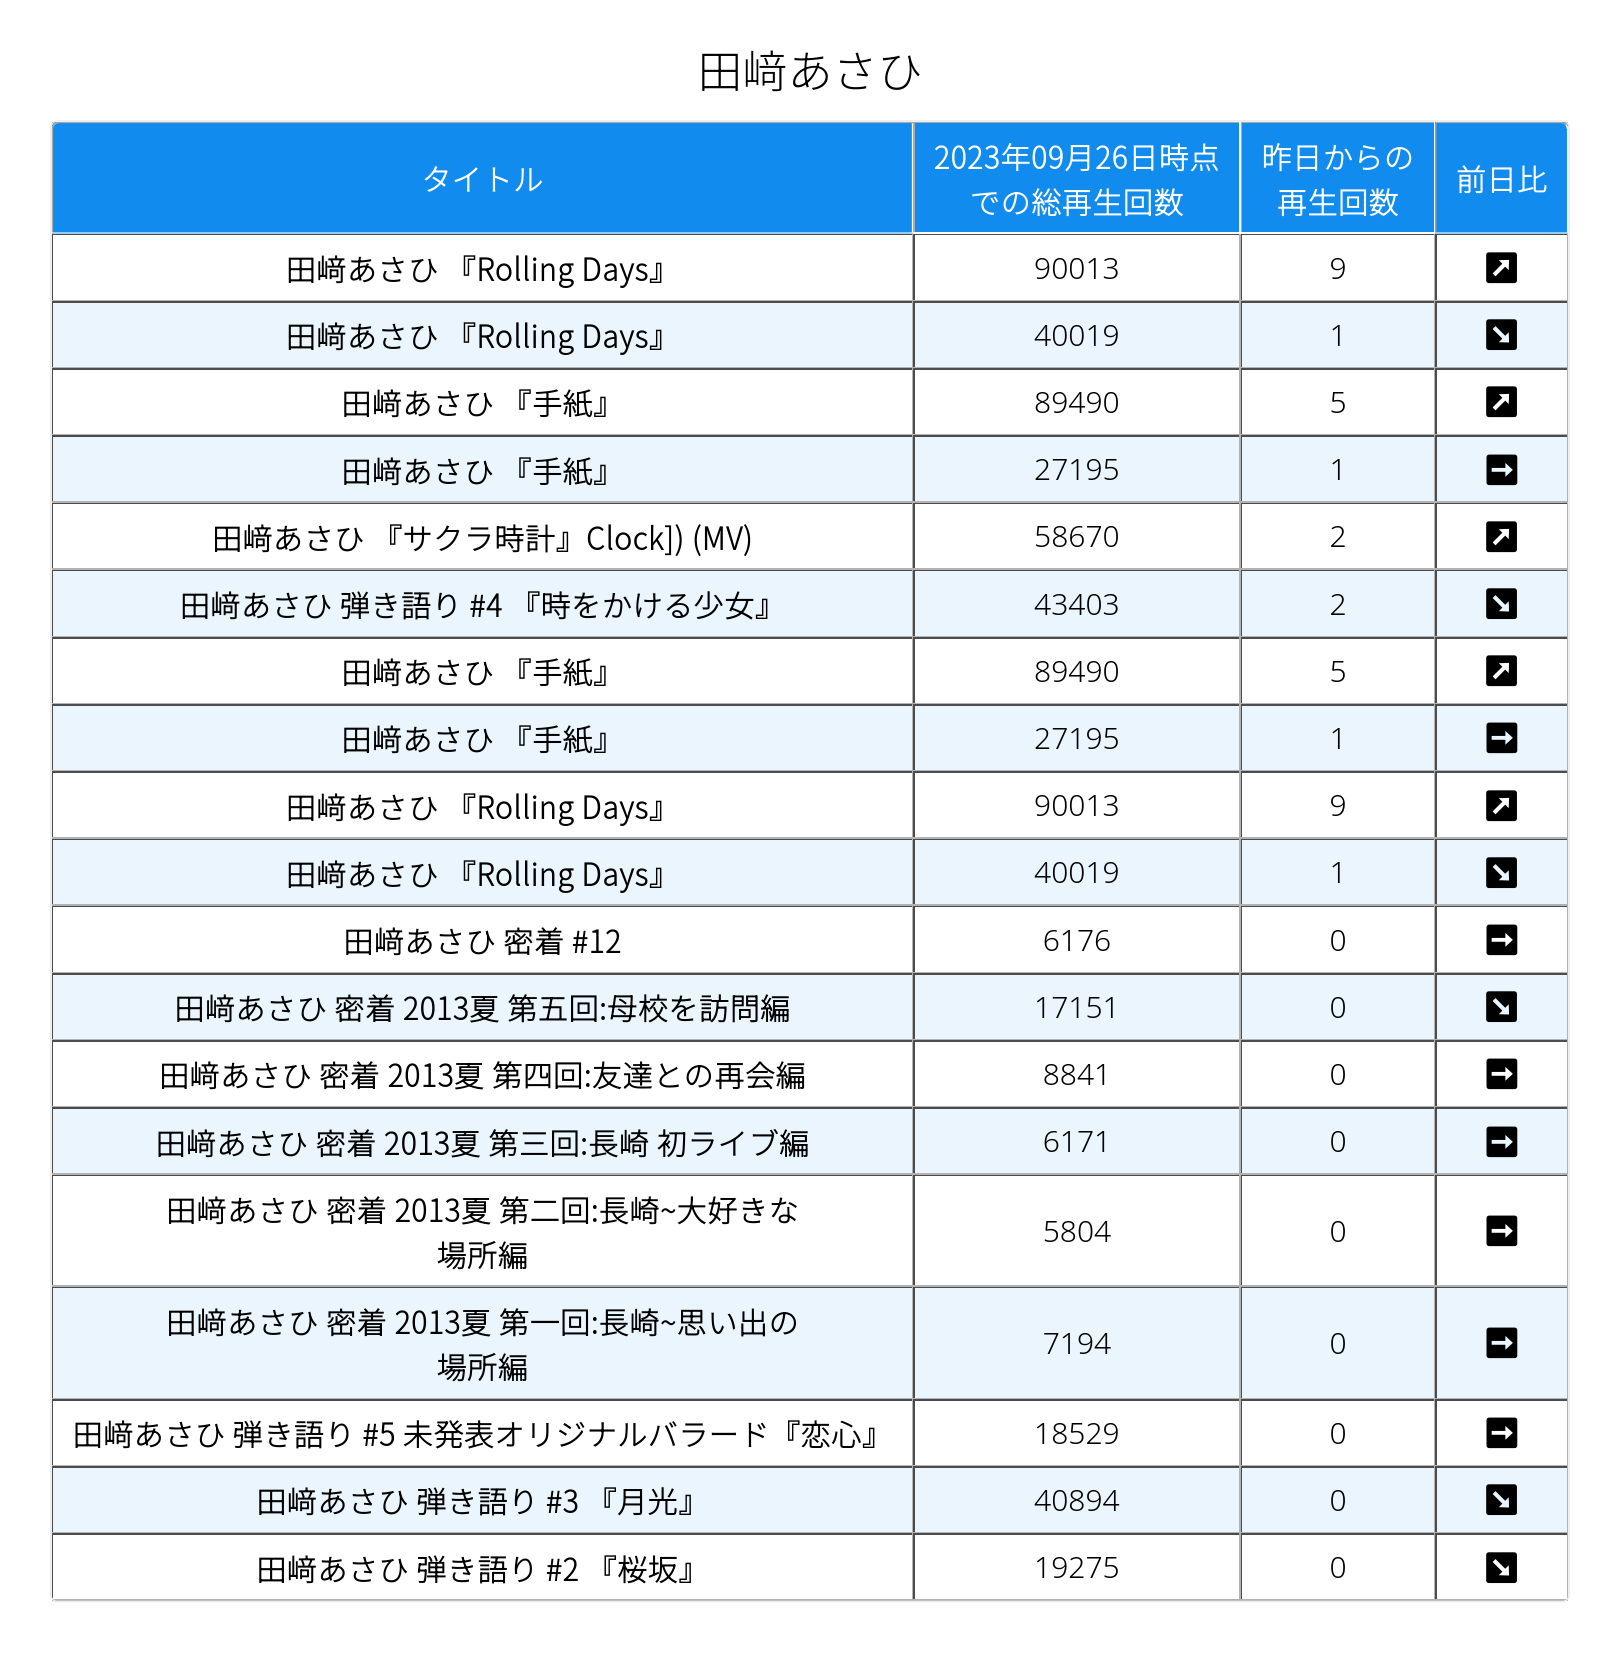 田﨑あさひ
タイトル
2023年09月26日時点
での総再生回数
昨日からの
再生回数
前日比
田﨑あさひ 『Rolling Days』 90013 9
田﨑あさひ 『Rolling Days』 40019 1
田﨑あさひ 『手紙』 89490 5
田﨑あさひ 『手紙』 27195 1
田﨑あさひ 『サクラ時計』Clock]) (MV) 58670 2
田﨑あさひ 弾き語り #4 『時をかける少女』 43403 2
田﨑あさひ 『手紙』 89490 5
田﨑あさひ 『手紙』 27195 1
田﨑あさひ 『Rolling Days』 90013 9
田﨑あさひ 『Rolling Days』 40019 1
田﨑あさひ 密着 #12 6176 0
田﨑あさひ 密着 2013夏 第五回:母校を訪問編 17151 0
田﨑あさひ 密着 2013夏 第四回:友達との再会編 8841 0
田﨑あさひ 密着 2013夏 第三回:長崎 初ライブ編 6171 0
田﨑あさひ 密着 2013夏 第二回:長崎~大好きな
場所編 5804 0
田﨑あさひ 密着 2013夏 第一回:長崎~思い出の
場所編 7194 0
田﨑あさひ 弾き語り #5 未発表オリジナルバラード『恋心』 18529 0
田﨑あさひ 弾き語り #3 『月光』 40894 0
田﨑あさひ 弾き語り #2 『桜坂』 19275 0